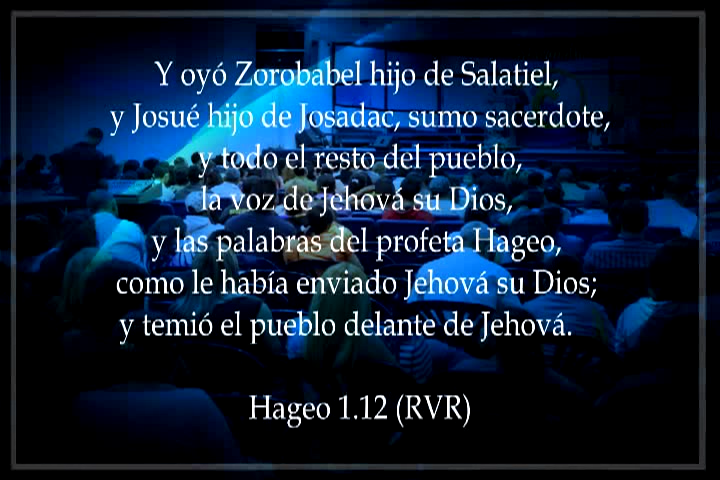 Y oyó Zorobabel hijo de Salatiel,
y Josué hijo de Josadac, sumo sacerdote,
y todo el resto del pueblo,
la voz de Jehová su Dios,
y las palabras del profeta Hageo,
como le había enviado Jehová su Dios;
y temió el pueblo delante de Jehová.
Hageo 1.12 (RVR)